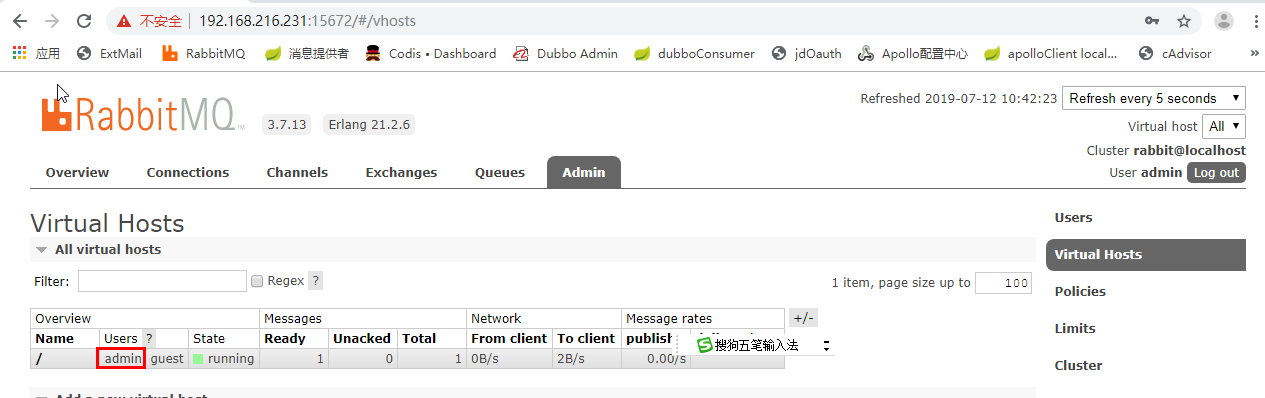 不安全 | 192.168.216.231:15672/#/vhosts
应用 ExtMail RabbitMQ 消息提供者 Codis • Dashboard Dubbo Admin dubboConsumer jdOauth Apollo配置中心 apolloClient local... cAdvisor »
RabbitMQ TM 3.7.13 Erlang 21.2.6
Refreshed 2019-07-12 10:42:23 Refresh every 5 seconds
Virtual host All
Cluster rabbit@localhost
User admin Log out
Overview Connections Channels Exchanges Queues Admin
Virtual Hosts
All virtual hosts
Filter: Regex ?
1 item, page size up to 100
Overview Messages Network Message rates +/-
Name Users ? State Ready Unacked Total From client To client publish
/ admin guest running 1 0 1 0B/s 2B/s 0.00/s
搜狗五笔输入法
Add a new virtual host
Users
Virtual Hosts
Policies
Limits
Cluster